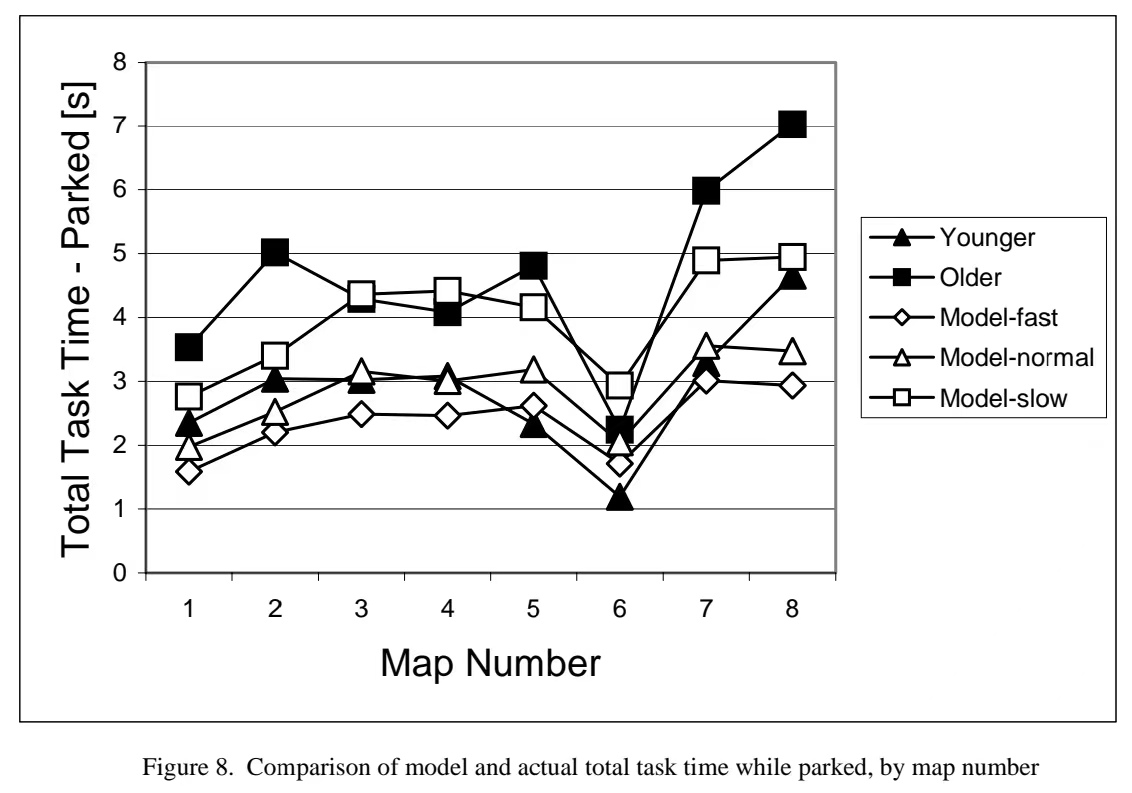 Total Task Time - Parked [s]
8
7
6
5
4
3
2
1
0
1 2 3 4 5 6 7 8
Map Number
Younger
Older
Model-fast
Model-normal
Model-slow
Figure 8. Comparison of model and actual total task time while parked, by map number